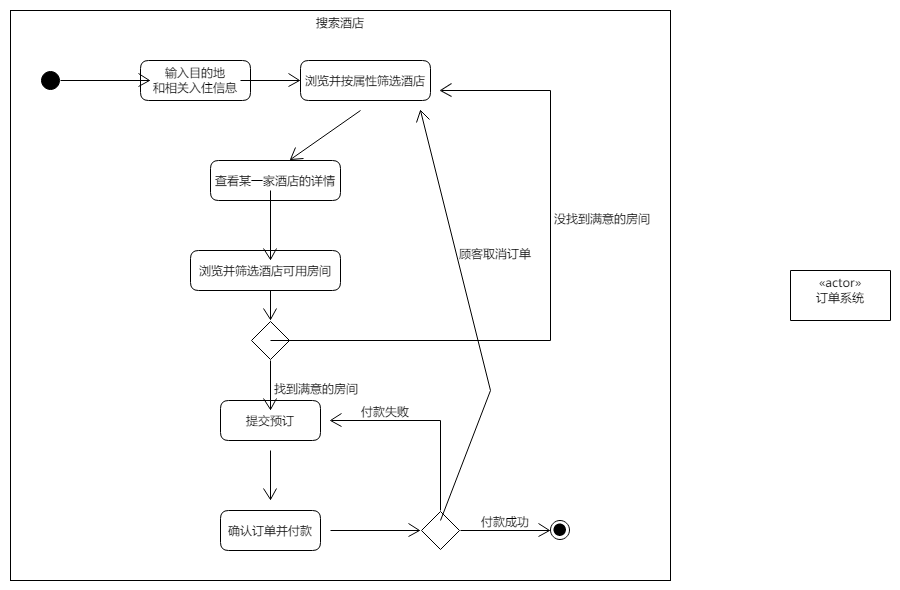 搜索酒店
输入目的地
和相关入住信息
浏览并按属性筛选酒店
查看某一家酒店的详情
没找到满意的房间
顾客取消订单
浏览并筛选酒店可用房间
«actor»
订单系统
找到满意的房间
付款失败
提交预订
付款成功
确认订单并付款